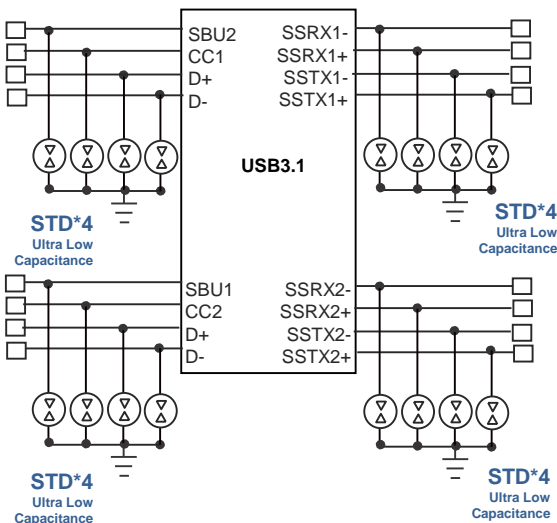 SBU2
CC1
D+
D-
SSRX1-
SSRX1+
SSTX1-
SSTX1+
USB3.1
STD*4
Ultra Low
Capacitance
STD*4
Ultra Low
Capacitance
SBU1
CC2
D+
D-
SSRX2-
SSRX2+
SSTX2-
SSTX2+
STD*4
Ultra Low
Capacitance
STD*4
Ultra Low
Capacitance